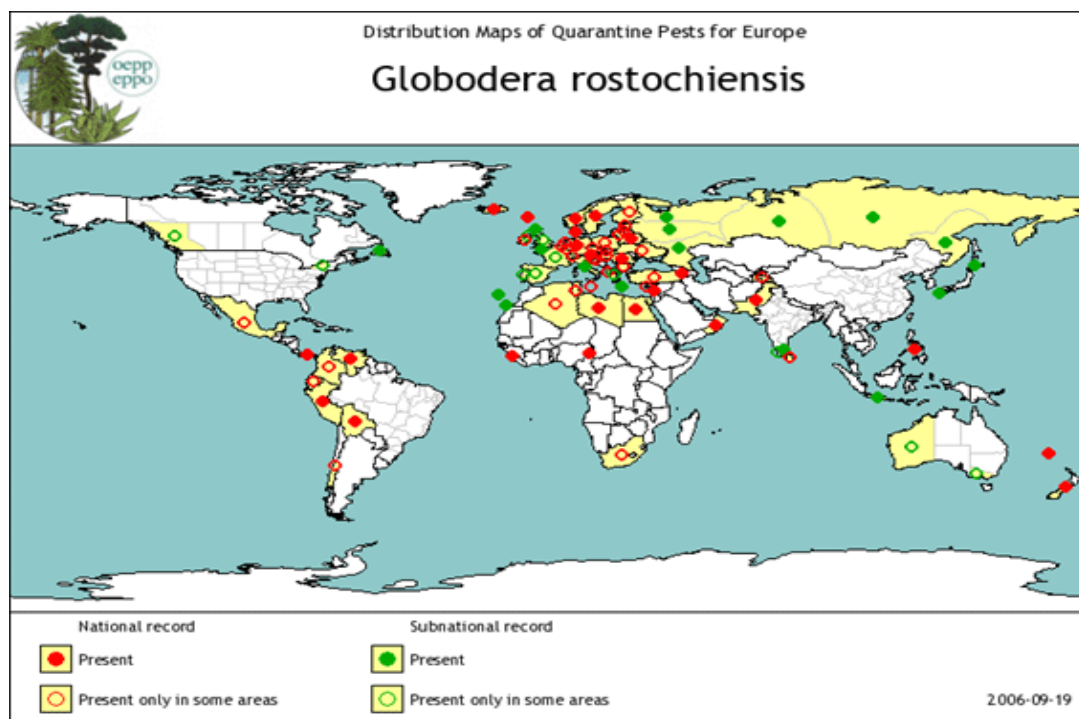 oepp
eppo
Distribution Maps of Quarantine Pests for Europe
Globodera rostochiensis
National record
Subnational record
Present
Present
Present only in some areas
Present only in some areas
2006-09-19